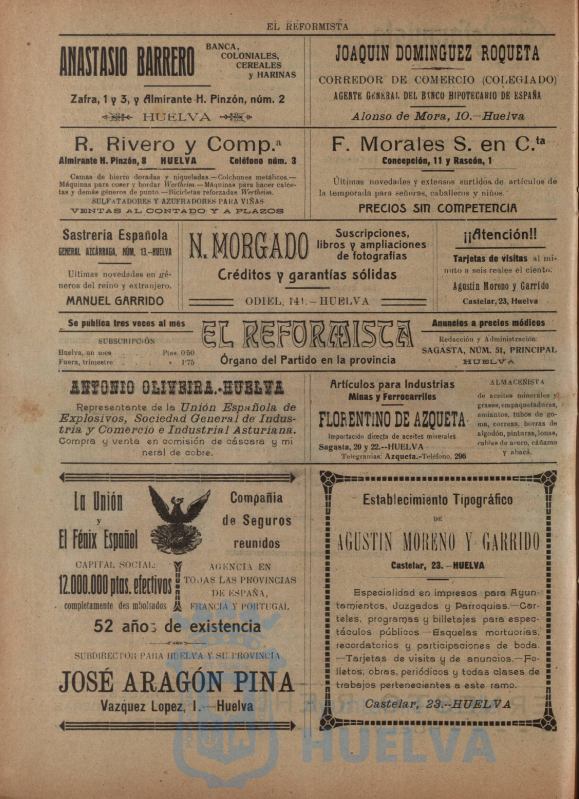 EL REFORMISTA
ANASTASIO BARRERO
BANCA,
COLONIALES,
CEREALES
y HARINAS
Zafra, 1 y 3, y Almirante H. Pinzón, núm. 2
HUELVA
JOAQUIN DOMINGUEZ ROQUETA
CORREDOR DE COMERCIO (COLEGIADO)
AGENTE GENERAL DEL BANCO HIPOTECARIO DE ESPAÑA
Alonso de Mora, 10.—Huelva
R. Rivero y Comp.ª
Almirante H. Pinzón, 8 HUELVA Celéfono núm. 3
Camas de hierro doradas y niqueladas.—Colchones metálicos.—
Máquinas para coser y bordar Wertheim.—Máquinas para hacer calce-
tas y demás géneros de punto.—Bicicletas reforzadas Wertheim.
SULFATADORES Y AZUFRADORES PARA VIÑAS
VENTAS AL CONTADO Y A PLAZOS
F. Morales S. en C.ta
Concepción, 11 y Rascón, 1
Últimas novedades y extensos surtidos de artículos de
la temporada para señoras, caballeros y niños.
PRECIOS SIN COMPETENCIA
Sastrería Española
GENERAL AZCÁRRAGA, NÚM. 13.-HUELVA
Ultimas novedades en gé-
neros del reino y extranjero.
MANUEL GARRIDO
N. MORGADO
Suscripciones,
libros y ampliaciones
de fotografías
Créditos y garantías sólidas
ODIEL, 141.—HUELVA
¡¡Atención!!
Tarjetas de visitas al mi-
nuto a seis reales el ciento.
Agustin Moreno y Garrido
Castelar, 23, Huelva
Se publica tres veces al mes
SUBSCRIPCIÓN
Huelva, un mes Ptas. 0'50
Fuera, trimestre » 1'75
EL REFORMISTA
Órgano del Partido en la provincia
Anuncios a precios módicos
Redacción y Administración:
SAGASTA, NUM. 51, PRINCIPAL
HUELVA
ANTONIO OLIVEIRA.-HUELVA
Representante de la Unión Española de
Explosivos, Sociedad General de Indus-
tria y Comercio e Industrial Asturiana.
Compra y venta en comisión de cáscara y mi
neral de cobre.
Artículos para Industrias
Minas y Ferrocarriles
FLORENTINO DE AZQUETA
Importación directa de aceites minerales
Sagasta, 20 y 22.—HUELVA
Telegramas: Azqueta.-Teléfono, 296
ALMACENISTA
de aceites minerales y
grasas, empaquetaduras,
amiantos, tubos de go-
ma, correas, borras de
algodón, pinturas, lonas,
cables de acero, cáñamo
y abacá.
La Unión
y
El Fénix Español
Compañía
de Seguros
reunidos
CAPITAL SOCIAL:
12.000.000 ptas. efectivos
completamente des mbolsados
AGENCIA EN
TODAS LAS PROVINCIAS
DE ESPAÑA,
FRANCIA Y PORTUGAL
52 años de existencia
SUBDIRECTOR PARA HUELVA Y SU PROVINCIA
JOSÉ ARAGÓN PINA
Vazquez Lopez, 1.—Huelva
Establecimiento Tipográfico
DE
AGUSTIN MORENO Y GARRIDO
Castelar, 23.—HUELVA
Especialidad en impresos para Ayun-
tamientos, Juzgados y Parroquias.—Car-
teles, programas y billetajes para espec-
táculos públicos—Esquelas mortuorias,
recordatorios y participaciones de boda.
—Tarjetas de visita y de anuncios.—Fo-
lletos, obras, periódicos y todas clases de
trabajos pertenecientes a este ramo.
Castelar, 23.-HUELVA
HUELVA